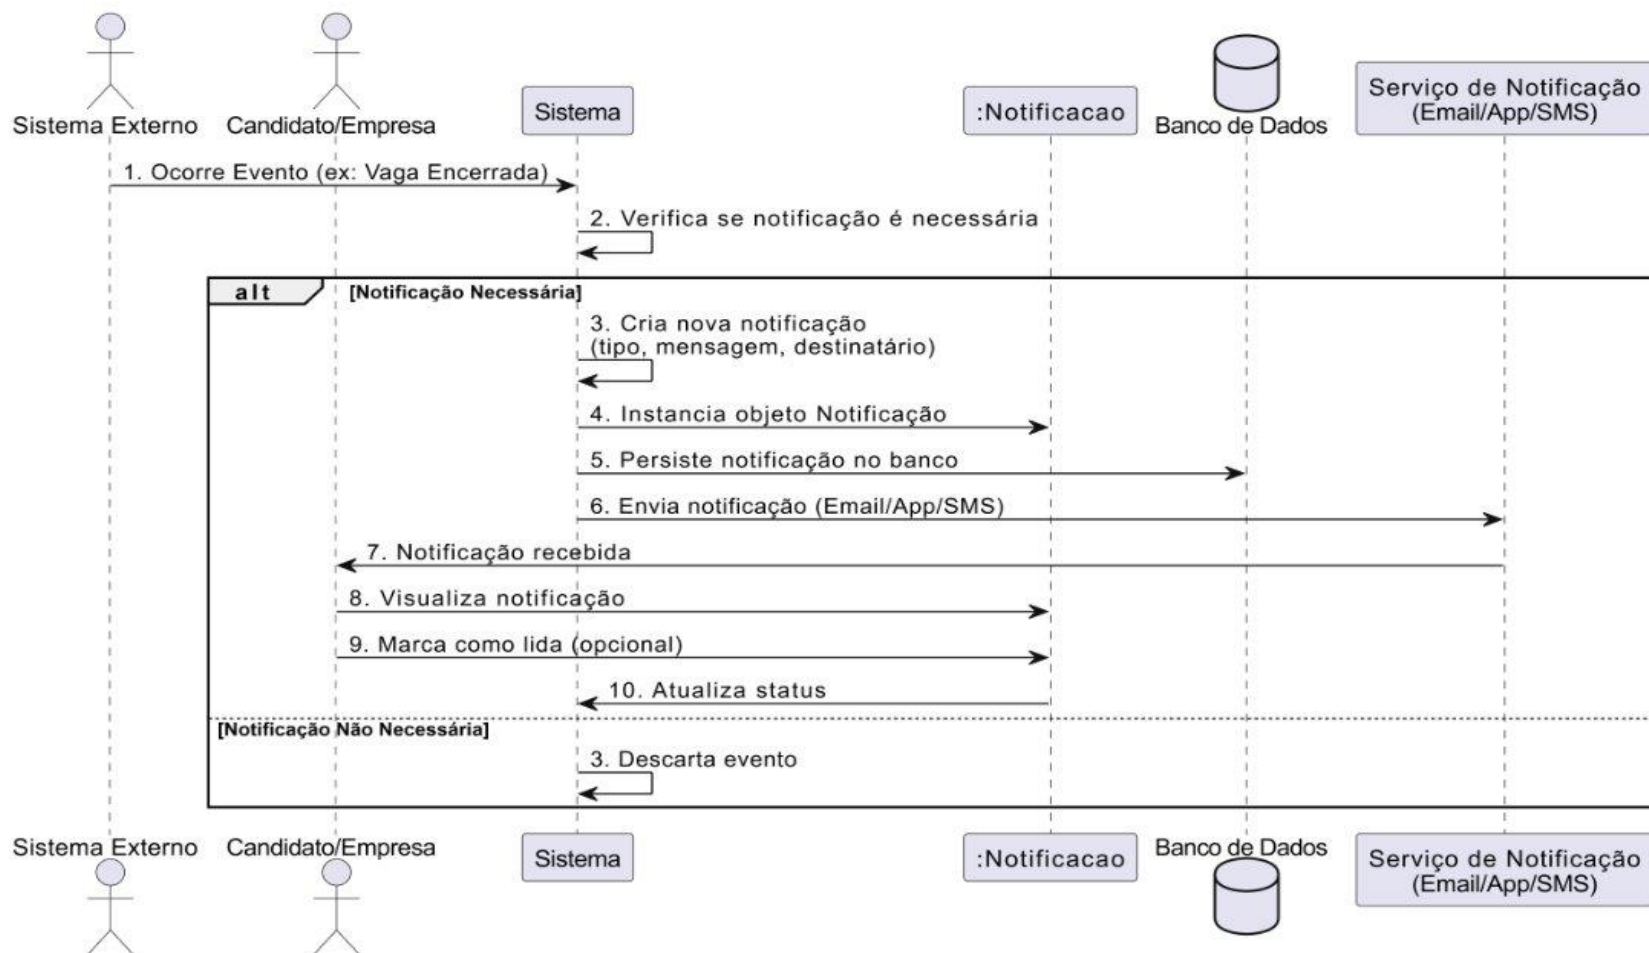 Sistema Externo
Candidato/Empresa
Sistema
:Notificacao
Banco de Dados
Serviço de Notificação
(Email/App/SMS)
1. Ocorre Evento (ex: Vaga Encerrada)
2. Verifica se notificação é necessária
alt
[Notificação Necessária]
3. Cria nova notificação
(tipo, mensagem, destinatário)
4. Instancia objeto Notificação
5. Persiste notificação no banco
6. Envia notificação (Email/App/SMS)
7. Notificação recebida
8. Visualiza notificação
9. Marca como lida (opcional)
10. Atualiza status
[Notificação Não Necessária]
3. Descarta evento
Sistema Externo
Candidato/Empresa
Sistema
:Notificacao
Banco de Dados
Serviço de Notificação
(Email/App/SMS)